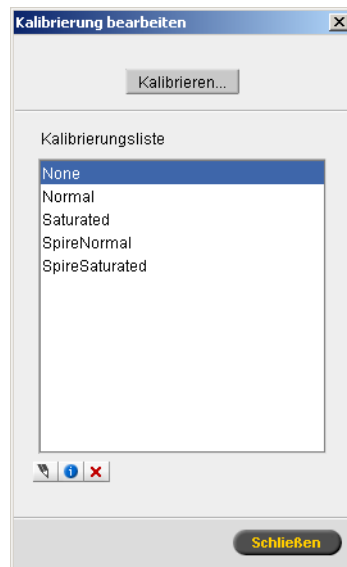 Kalibrierung bearbeiten
Kalibrieren...
Kalibrierungsliste
None
Normal
Saturated
SpireNormal
SpireSaturated
Schließen